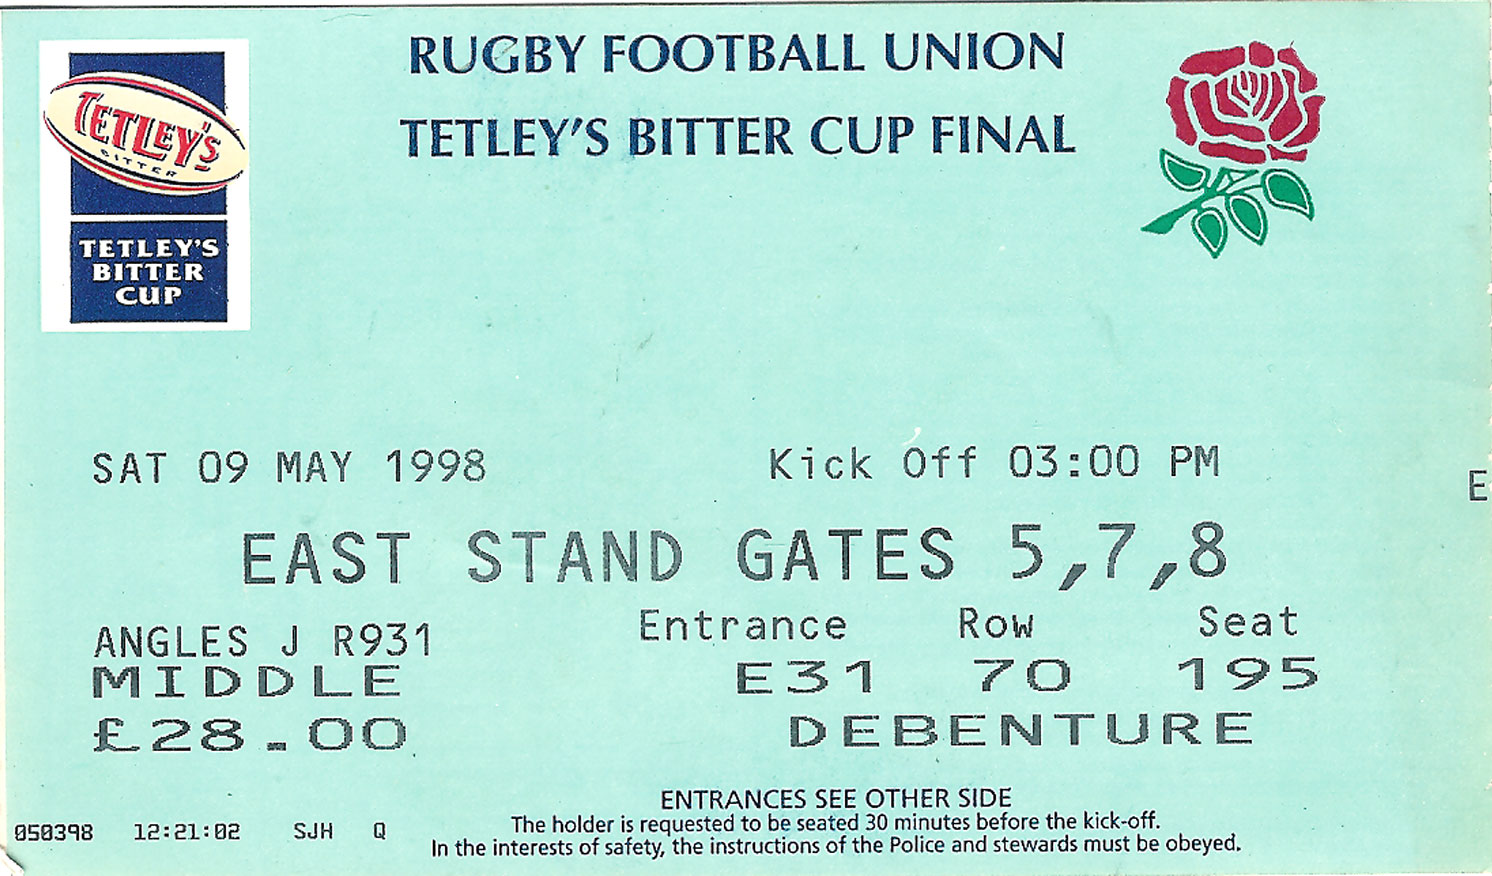 RUGBY FOOTBALL UNION
TETLEY'S BITTER CUP FINAL
TETLEY'S
BITTER
TETLEY'S
BITTER
CUP
SAT 09 MAY 1998
Kick Off 03:00 PM
E
EAST STAND GATES 5,7,8
ANGLES J R931
MIDDLE
£28.00
Entrance Row Seat
E31 70 195
DEBENTURE
ENTRANCES SEE OTHER SIDE
The holder is requested to be seated 30 minutes before the kick-off.
In the interests of safety, the instructions of the Police and stewards must be obeyed.
050398 12:21:02 SJH Q